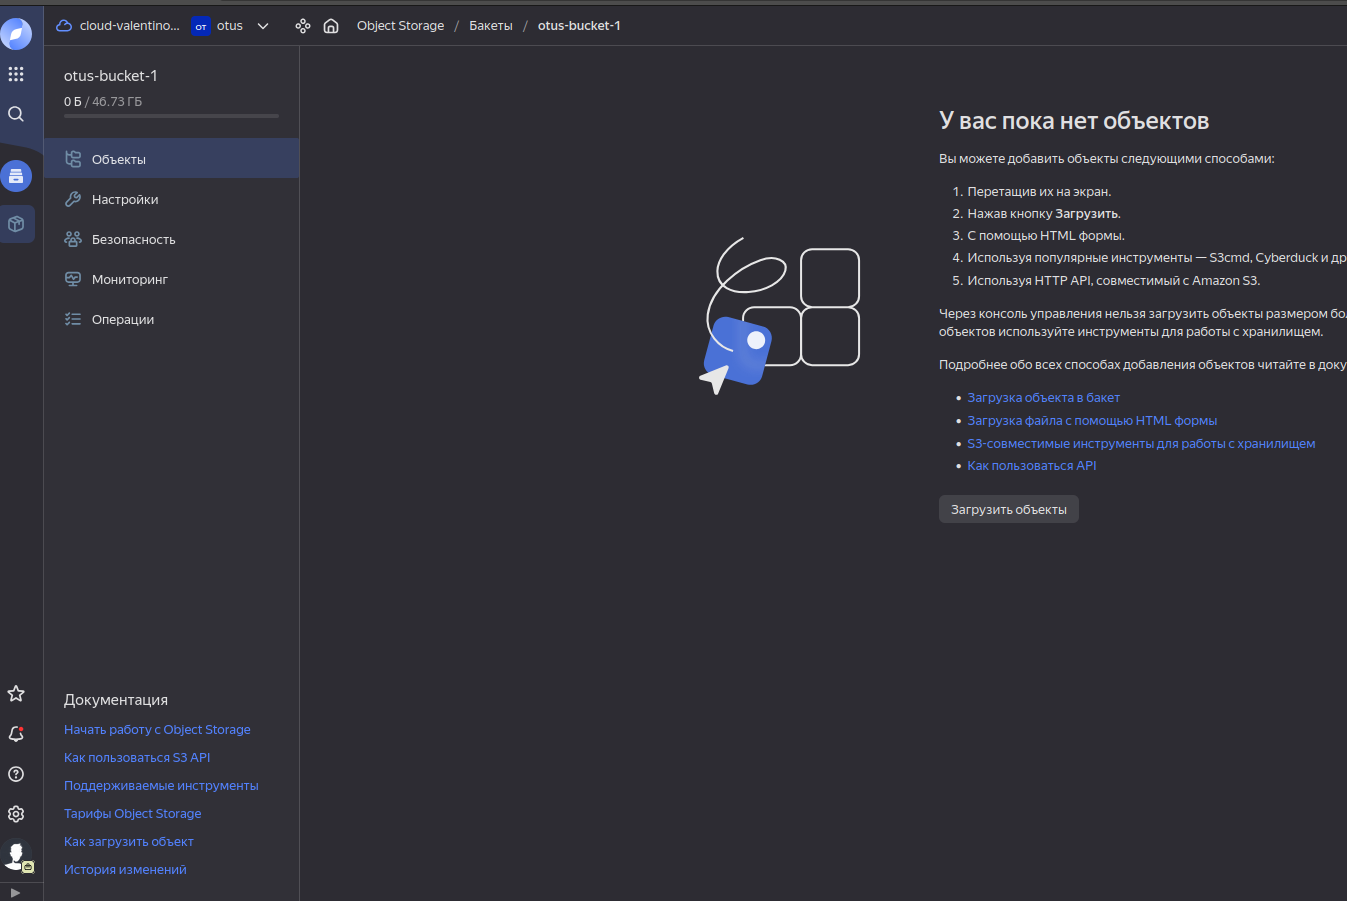 cloud-valentino... от otus Object Storage / Бакеты / otus-bucket-1
otus-bucket-1
0 Б / 46.73 ГБ
Объекты
Настройки
Безопасность
Мониторинг
Операции
У вас пока нет объектов
Вы можете добавить объекты следующими способами:
1. Перетащив их на экран.
2. Нажав кнопку Загрузить.
3. С помощью HTML формы.
4. Используя популярные инструменты — S3cmd, Cyberduck и др
5. Используя HTTP API, совместимый с Amazon S3.
Через консоль управления нельзя загрузить объекты размером бо
объектов используйте инструменты для работы с хранилищем.
Подробнее обо всех способах добавления объектов читайте в доку
• Загрузка объекта в бакет
• Загрузка файла с помощью HTML формы
• S3-совместимые инструменты для работы с хранилищем
• Как пользоваться API
Загрузить объекты
Документация
Начать работу с Object Storage
Как пользоваться S3 API
Поддерживаемые инструменты
Тарифы Object Storage
Как загрузить объект
История изменений